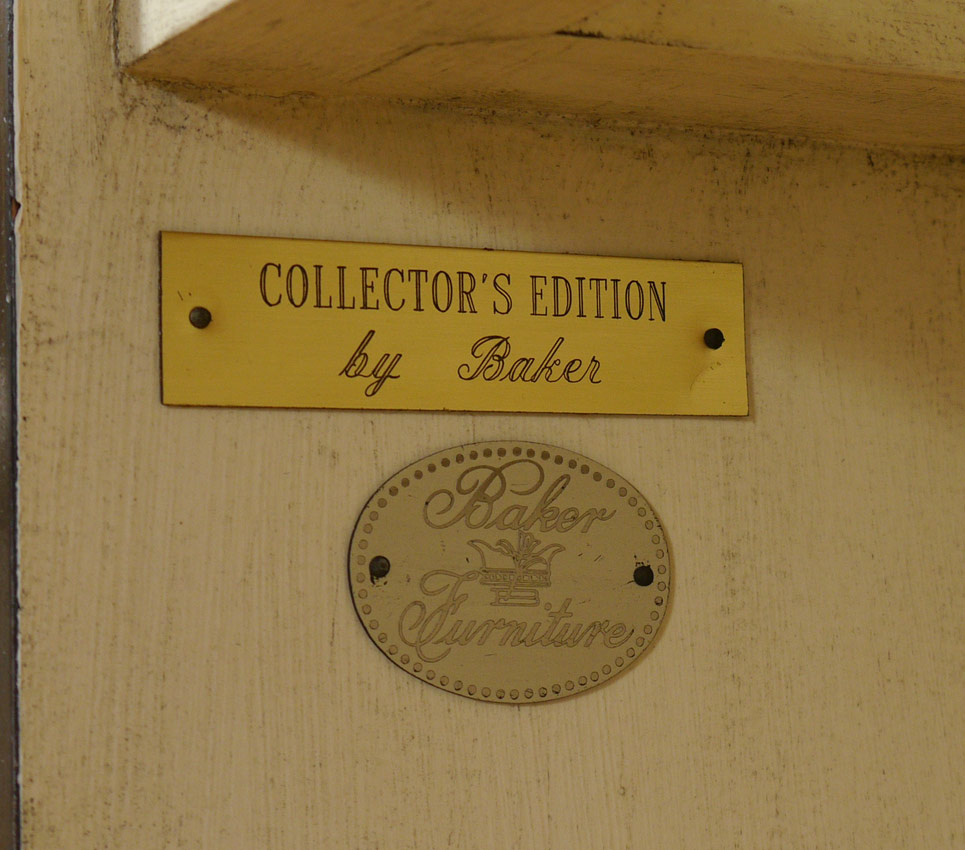 COLLECTOR'S EDITION
by Baker
Baker
Furniture